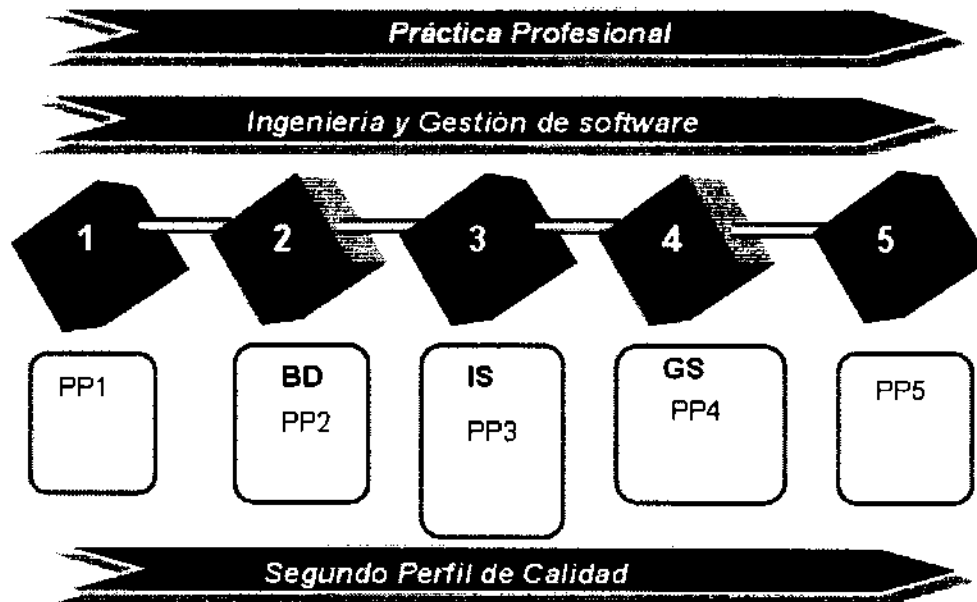 Práctica Profesional
Ingenieria y Gestión de software
1 2 3 4 5
PP1
BD
PP2
IS
PP3
GS
PP4
PP5
Segundo Perfil de Calidad